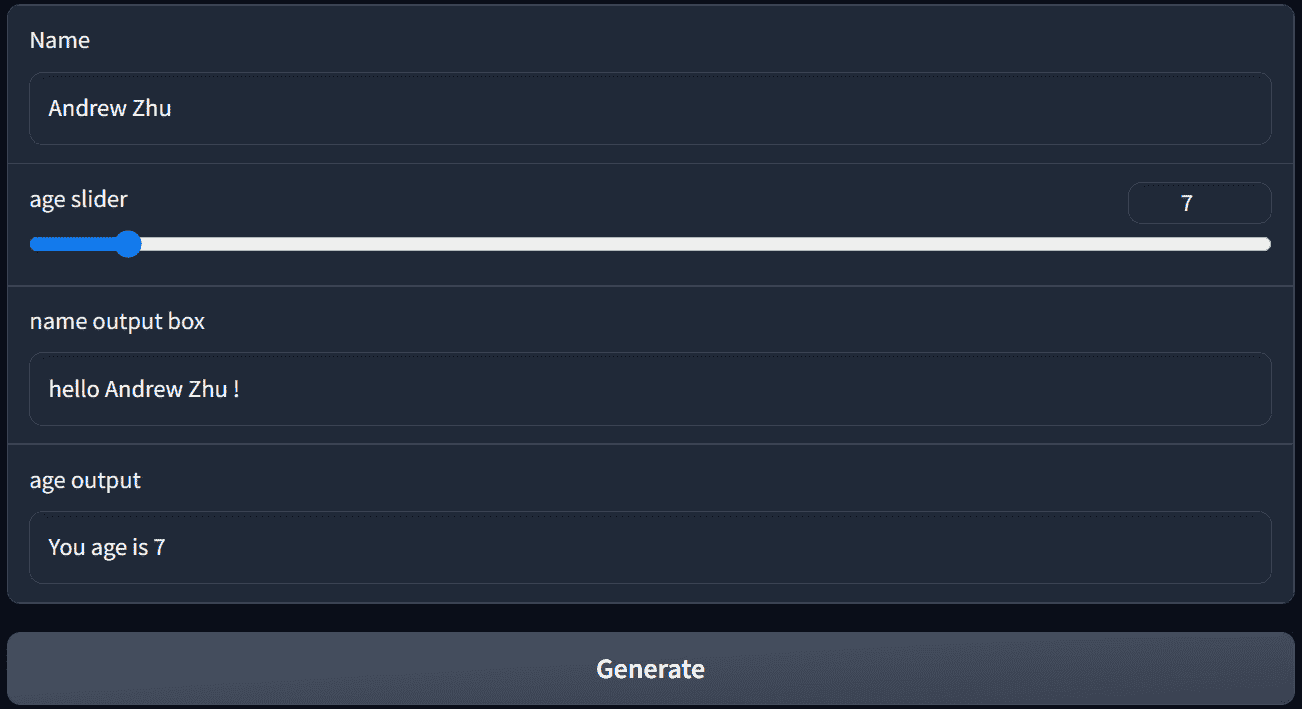 Name
Andrew Zhu
age slider
7
name output box
hello Andrew Zhu !
age output
You age is 7
Generate